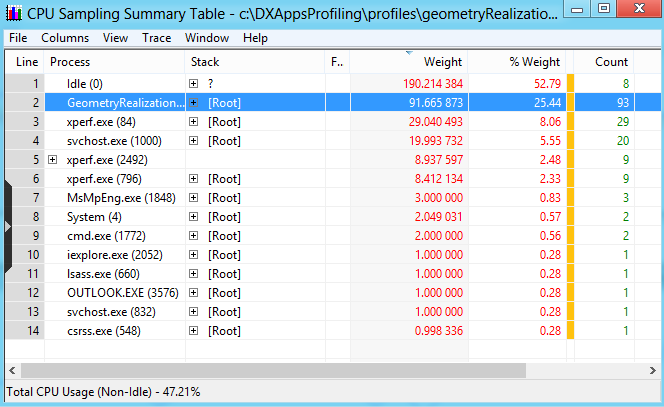 CPU Sampling Summary Table - c:\DXAppsProfiling\profiles\geometryRealizatio...
File Columns View Trace Window Help
Line Process Stack F.. Weight % Weight Count
1 Idle (0) ? 190.214 384 52.79 8
2 GeometryRealization... [Root] 91.665 873 25.44 93
3 xperf.exe (84) [Root] 29.040 493 8.06 29
4 svchost.exe (1000) [Root] 19.993 732 5.55 20
5 xperf.exe (2492) 8.937 597 2.48 9
6 xperf.exe (796) [Root] 8.412 134 2.33 9
7 MsMpEng.exe (1848) [Root] 3.000 000 0.83 3
8 System (4) [Root] 2.049 031 0.57 2
9 cmd.exe (1772) [Root] 2.000 000 0.56 2
10 iexplore.exe (2052) [Root] 1.000 000 0.28 1
11 lsass.exe (660) [Root] 1.000 000 0.28 1
12 OUTLOOK.EXE (3576) [Root] 1.000 000 0.28 1
13 svchost.exe (832) [Root] 1.000 000 0.28 1
14 csrss.exe (548) [Root] 0.998 336 0.28 1
Total CPU Usage (Non-Idle) - 47.21%